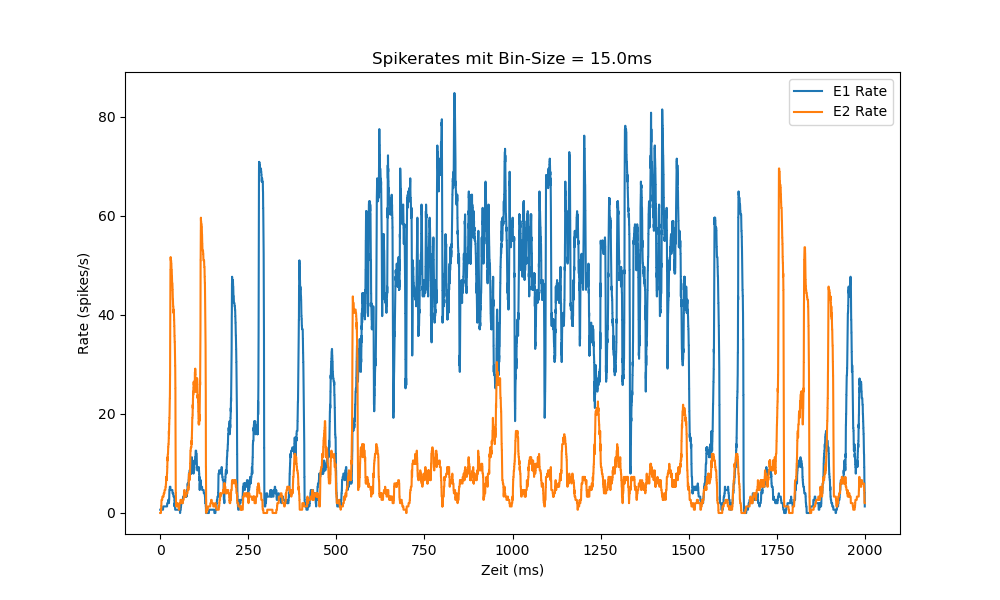 Spikerates mit Bin-Size = 15.0ms
E1 Rate
E2 Rate
Rate (spikes/s)
80
60
40
20
0
0 250 500 750 1000 1250 1500 1750 2000
Zeit (ms)